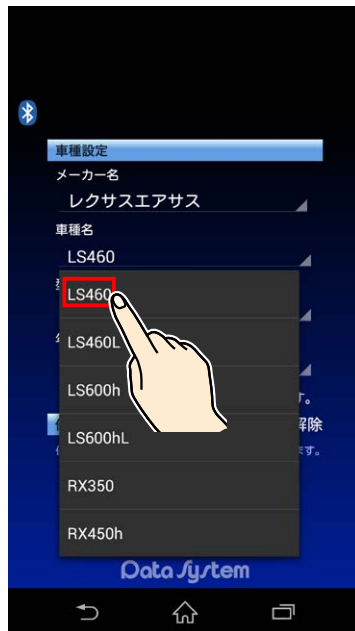 車種設定
メーカー名
レクサスエアサス
車種名
LS460
LS460
LS460L
LS600h
す。
LS600hL
解除
ます。
RX350
RX450h
Data System